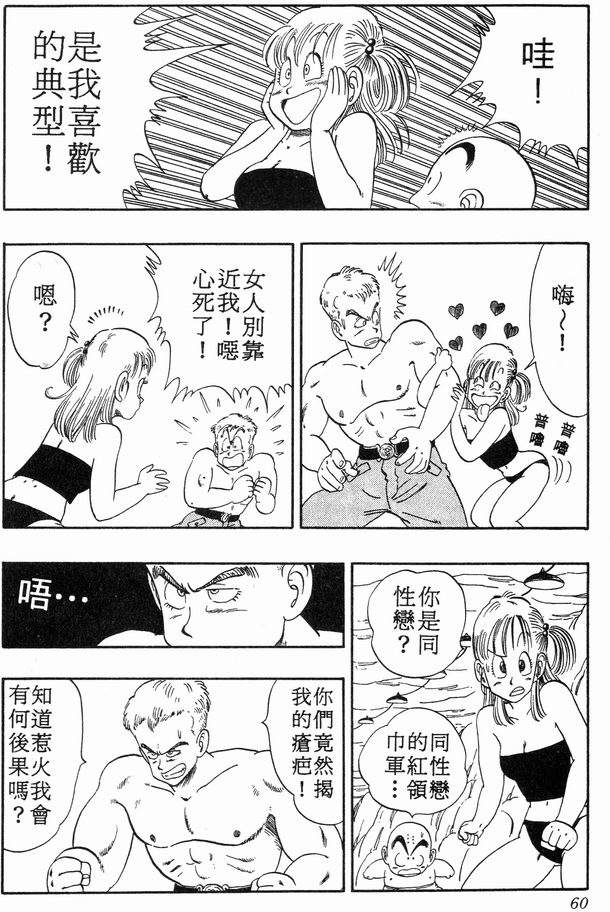 哇！
是我喜歡
的典型！
嗨～！
普嚕
普嚕
女人別靠
近我！噁
心死了！
嗯？
你是同
性戀？
同性戀
的紅領
巾軍…
唔…
你們竟然揭
我的瘡疤！
知道惹火我會
有何後果嗎？
60